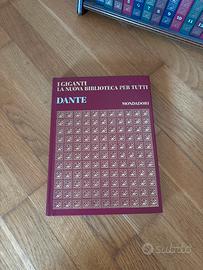 I GIGANTI
LA NUOVA BIBLIOTECA PER TUTTI
DANTE
MONDADORI
subito